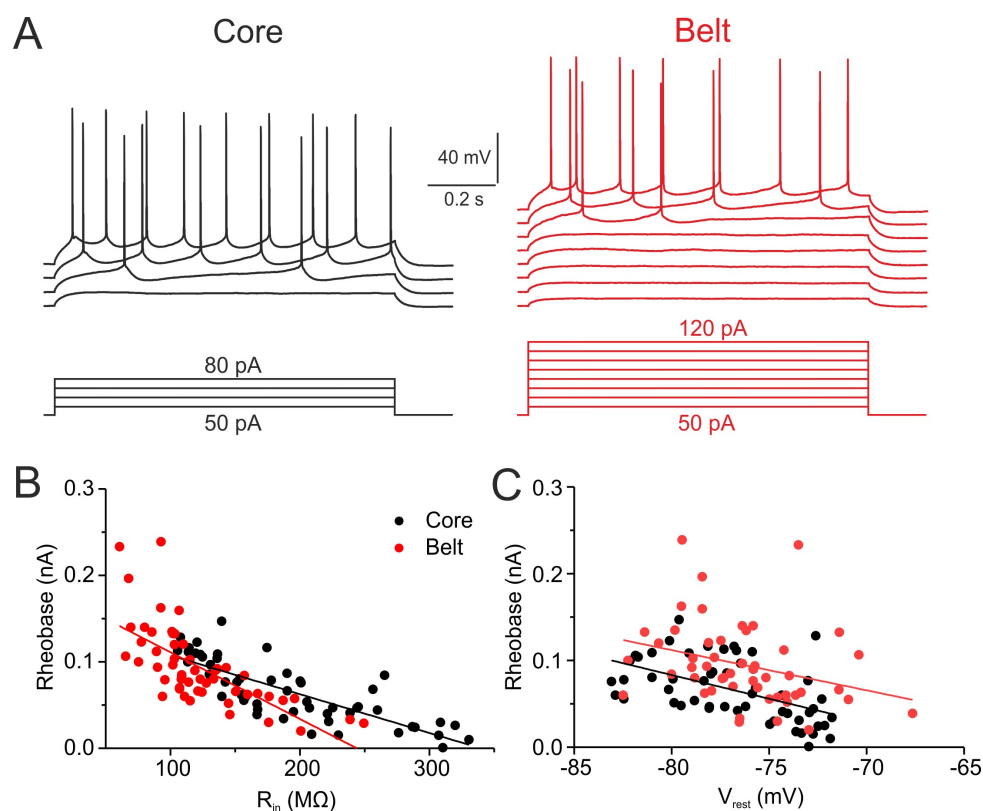 A
Core
Belt
40 mV
0.2 s
80 pA
50 pA
120 pA
50 pA
B
0.3
0.2
0.1
0.0
Rheobase (nA)
Core
Belt
100
200
300
Rin (MΩ)
C
0.3
0.2
0.1
0.0
Rheobase (nA)
-85
-80
-75
-70
-65
Vrest (mV)